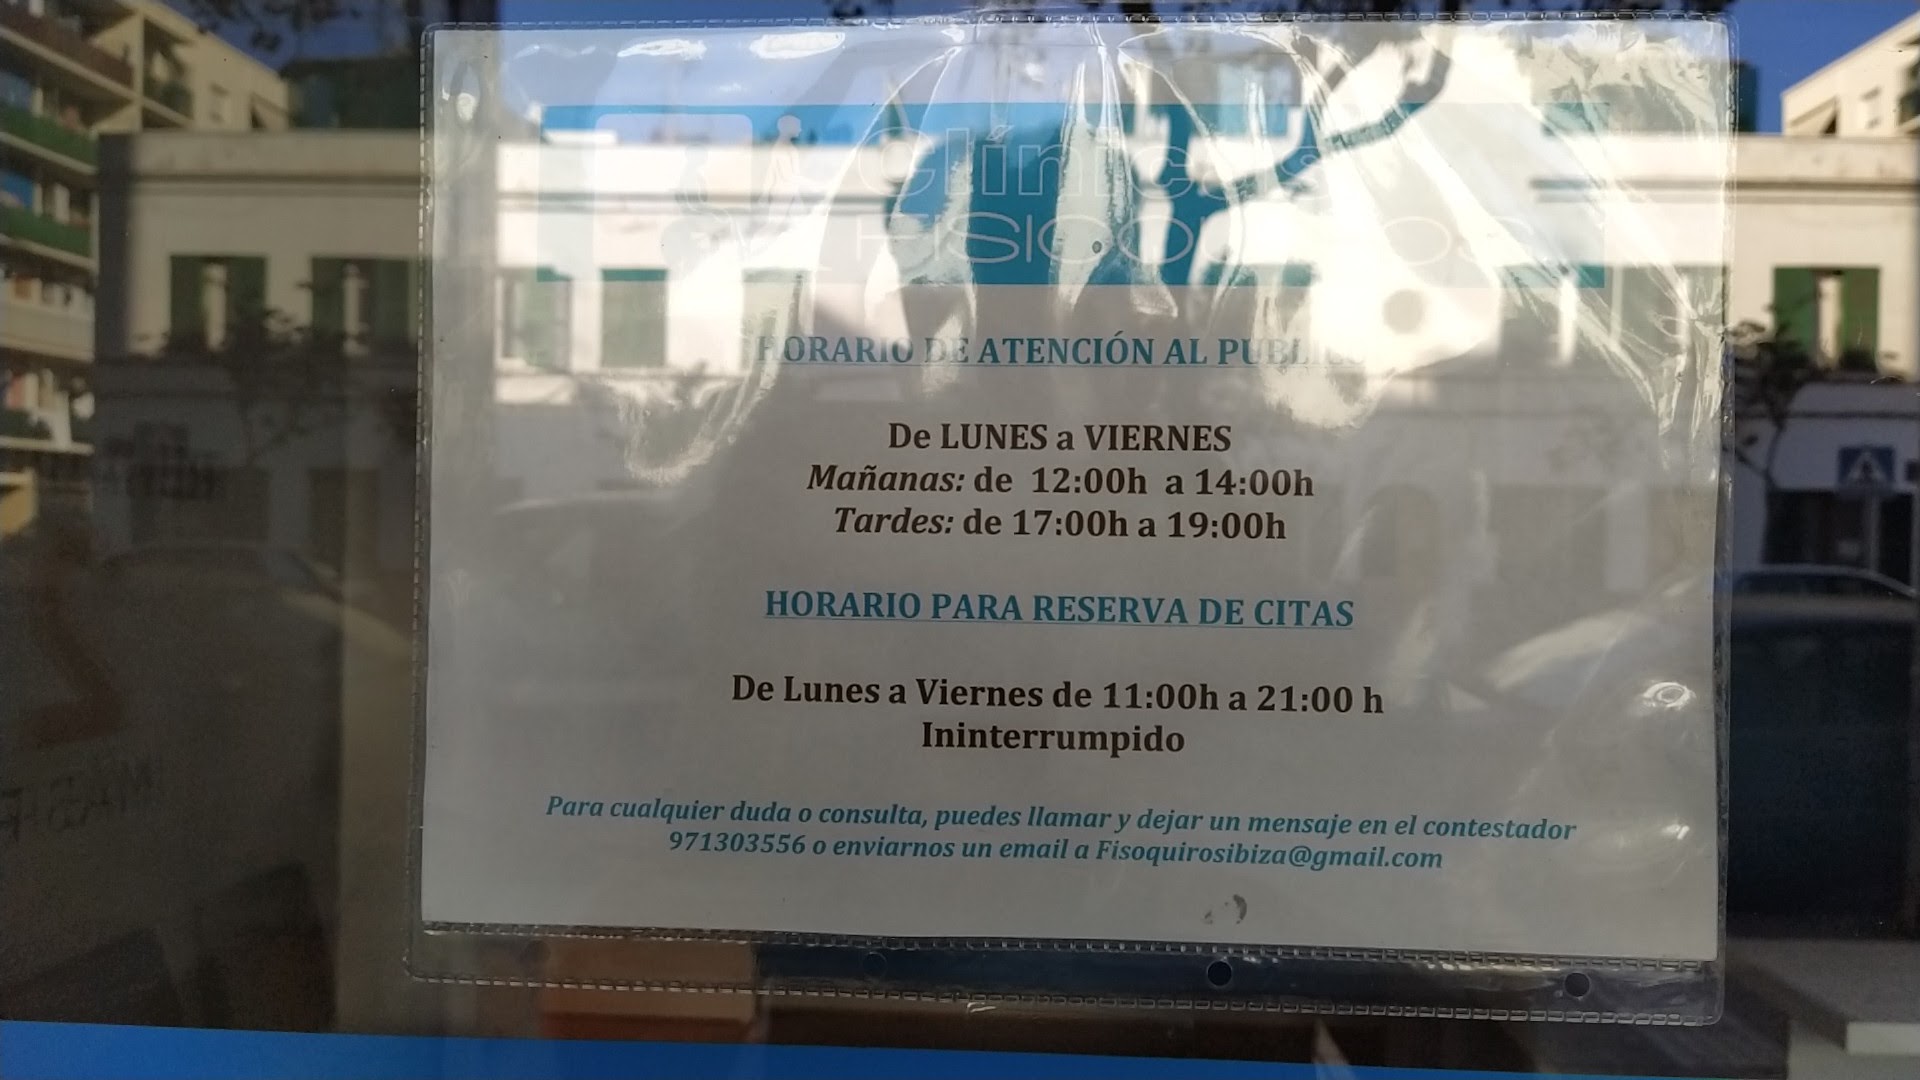 Clínicas
HORARIO DE ATENCIÓN AL PUBLICO
De LUNES a VIERNES
Mañanas: de 12:00h a 14:00h
Tardes: de 17:00h a 19:00h
HORARIO PARA RESERVA DE CITAS
De Lunes a Viernes de 11:00h a 21:00 h
Ininterrumpido
Para cualquier duda o consulta, puedes llamar y dejar un mensaje en el contestador
971303556 o enviarnos un email a Fisoquirosibiza@gmail.com